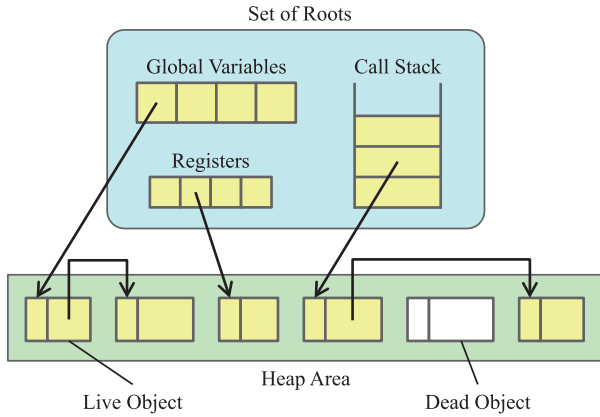 Set of Roots
Global Variables
Call Stack
Registers
Heap Area
Live Object
Dead Object